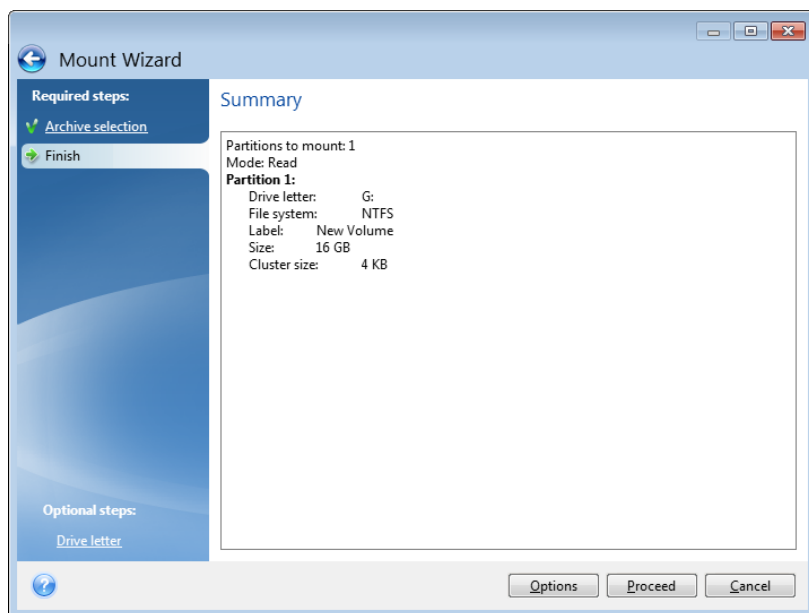 Mount Wizard
Required steps:
Archive selection
Finish
Optional steps:
Drive letter
Summary
Partitions to mount: 1
Mode: Read
Partition 1:
Drive letter: G:
File system: NTFS
Label: New Volume
Size: 16 GB
Cluster size: 4 KB
?
Options Proceed Cancel